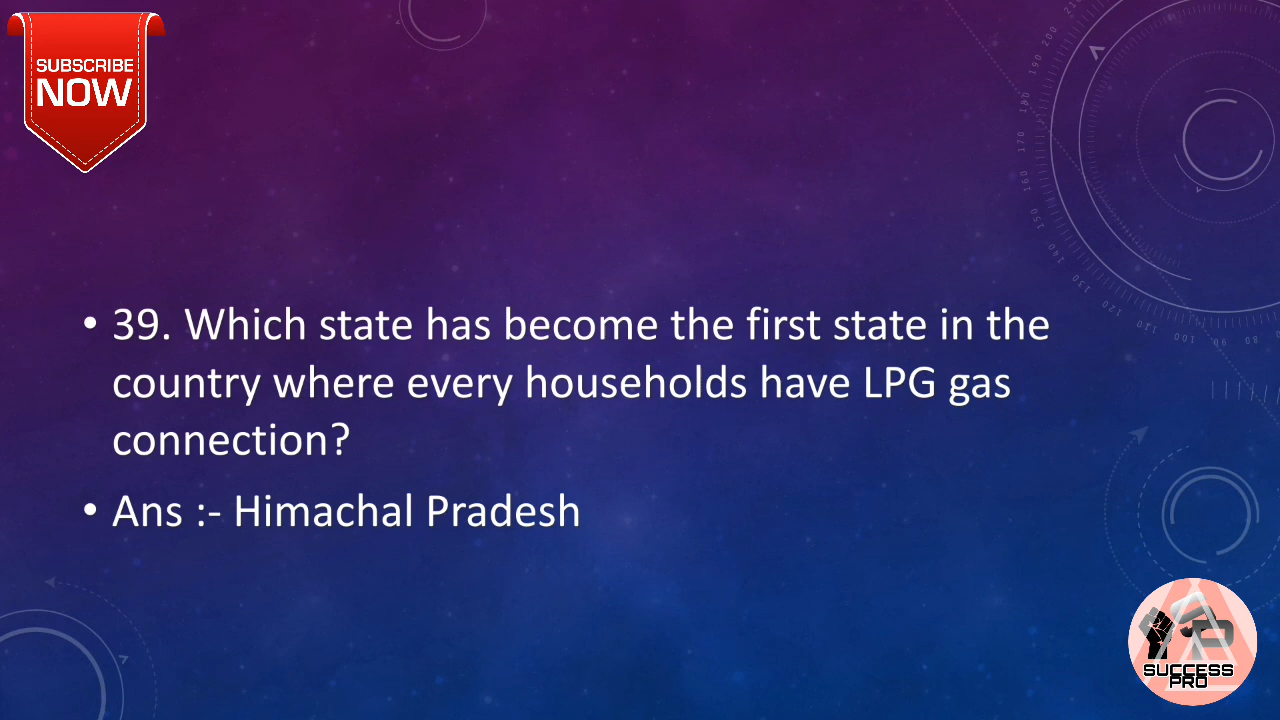 SUBSCRIBE
NOW
• 39. Which state has become the first state in the
country where every households have LPG gas
connection?
• Ans :- Himachal Pradesh
SUCCESS
PRO